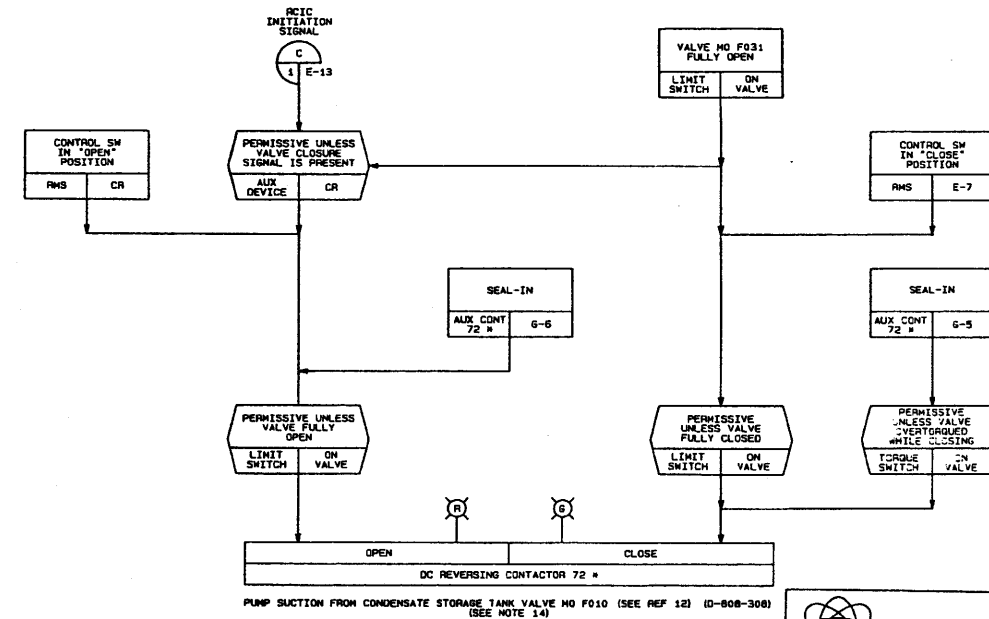 RCIC
INITIATION
SIGNAL
C
1 E-13
VALVE MO F031
FULLY OPEN
LIMIT
SWITCH
ON
VALVE
CONTROL SW
IN "OPEN"
POSITION
RMS
CR
PERMISSIVE UNLESS
VALVE CLOSURE
SIGNAL IS PRESENT
AUX
DEVICE
CR
CONTROL SW
IN "CLOSE"
POSITION
RMS
E-7
SEAL-IN
AUX CONT
72 *
G-6
SEAL-IN
AUX CONT
72 *
G-5
PERMISSIVE UNLESS
VALVE FULLY
OPEN
LIMIT
SWITCH
ON
VALVE
PERMISSIVE
UNLESS VALVE
FULLY CLOSED
LIMIT
SWITCH
ON
VALVE
PERMISSIVE
UNLESS VALVE
OVERTORQUED
WHILE CLOSING
TORQUE
SWITCH
ON
VALVE
R
G
OPEN
CLOSE
DC REVERSING CONTACTOR 72 *
PUMP SUCTION FROM CONDENSATE STORAGE TANK VALVE MO F010 (SEE REF 12) (D-608-308)
(SEE NOTE 14)